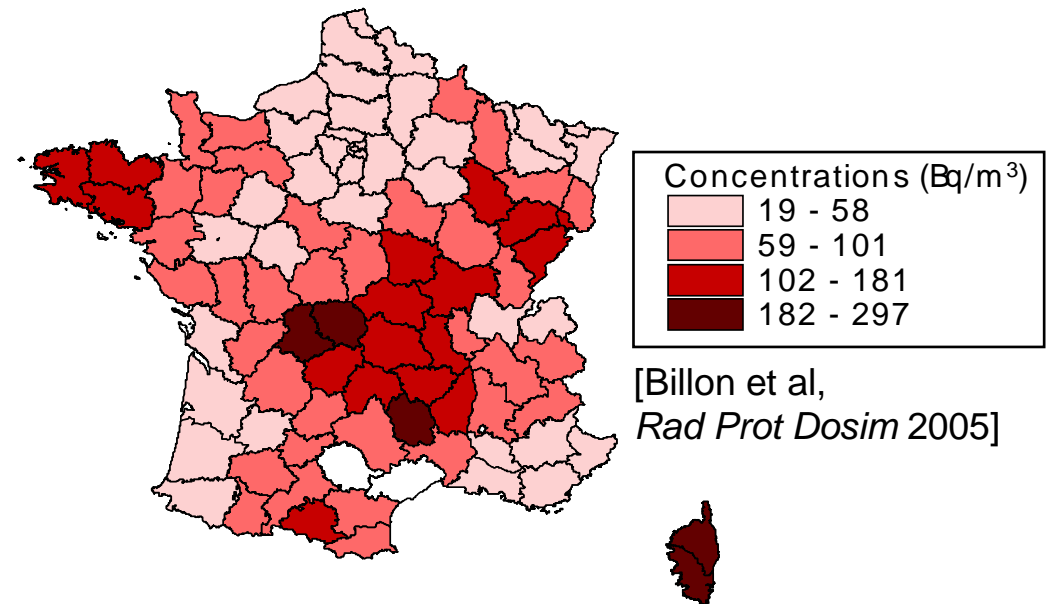 Concentrations (Bq/m³)
19 - 58
59 - 101
102 - 181
182 - 297
[Billon et al,
Rad Prot Dosim 2005]